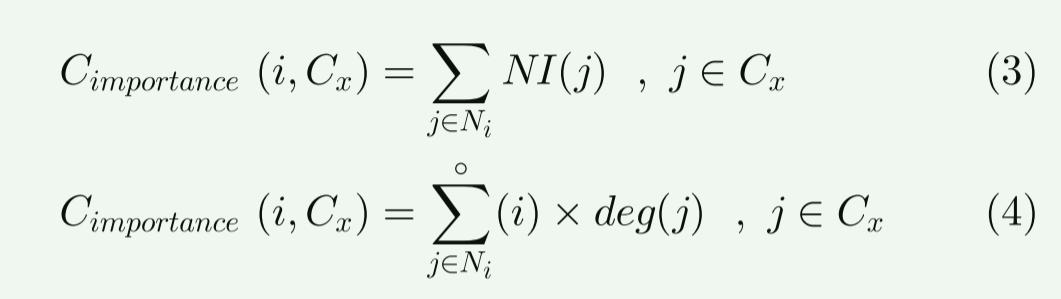 C_{importance} (i, C_x) = \sum_{j \in N_i} NI(j) , j \in C_x (3)
C_{importance} (i, C_x) = \sum_{j \in N_i}^{\circ} (i) \times deg(j) , j \in C_x (4)